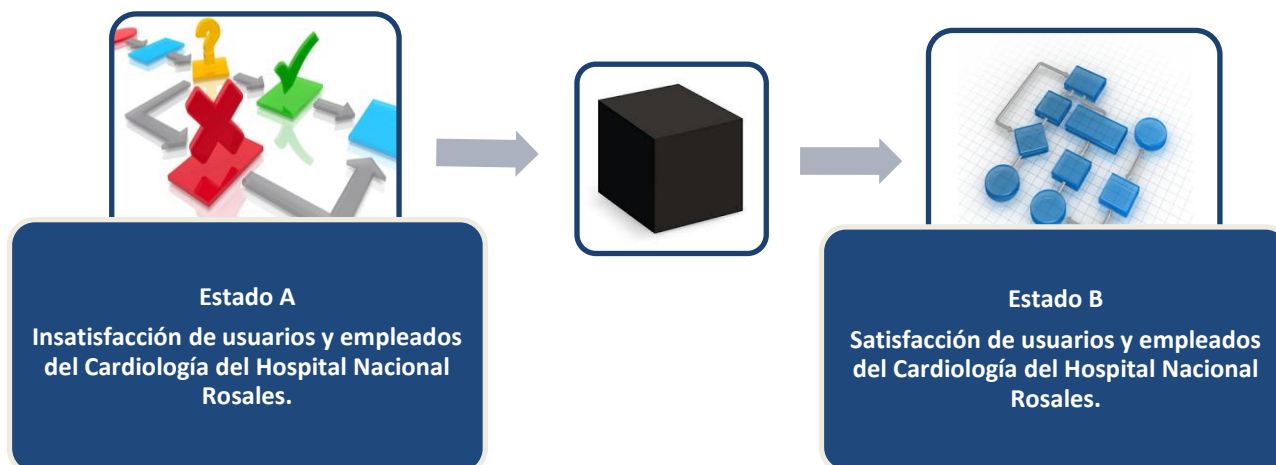 Estado A
Insatisfacción de usuarios y empleados
del Cardiología del Hospital Nacional
Rosales.
Estado B
Satisfacción de usuarios y empleados
del Cardiología del Hospital Nacional
Rosales.